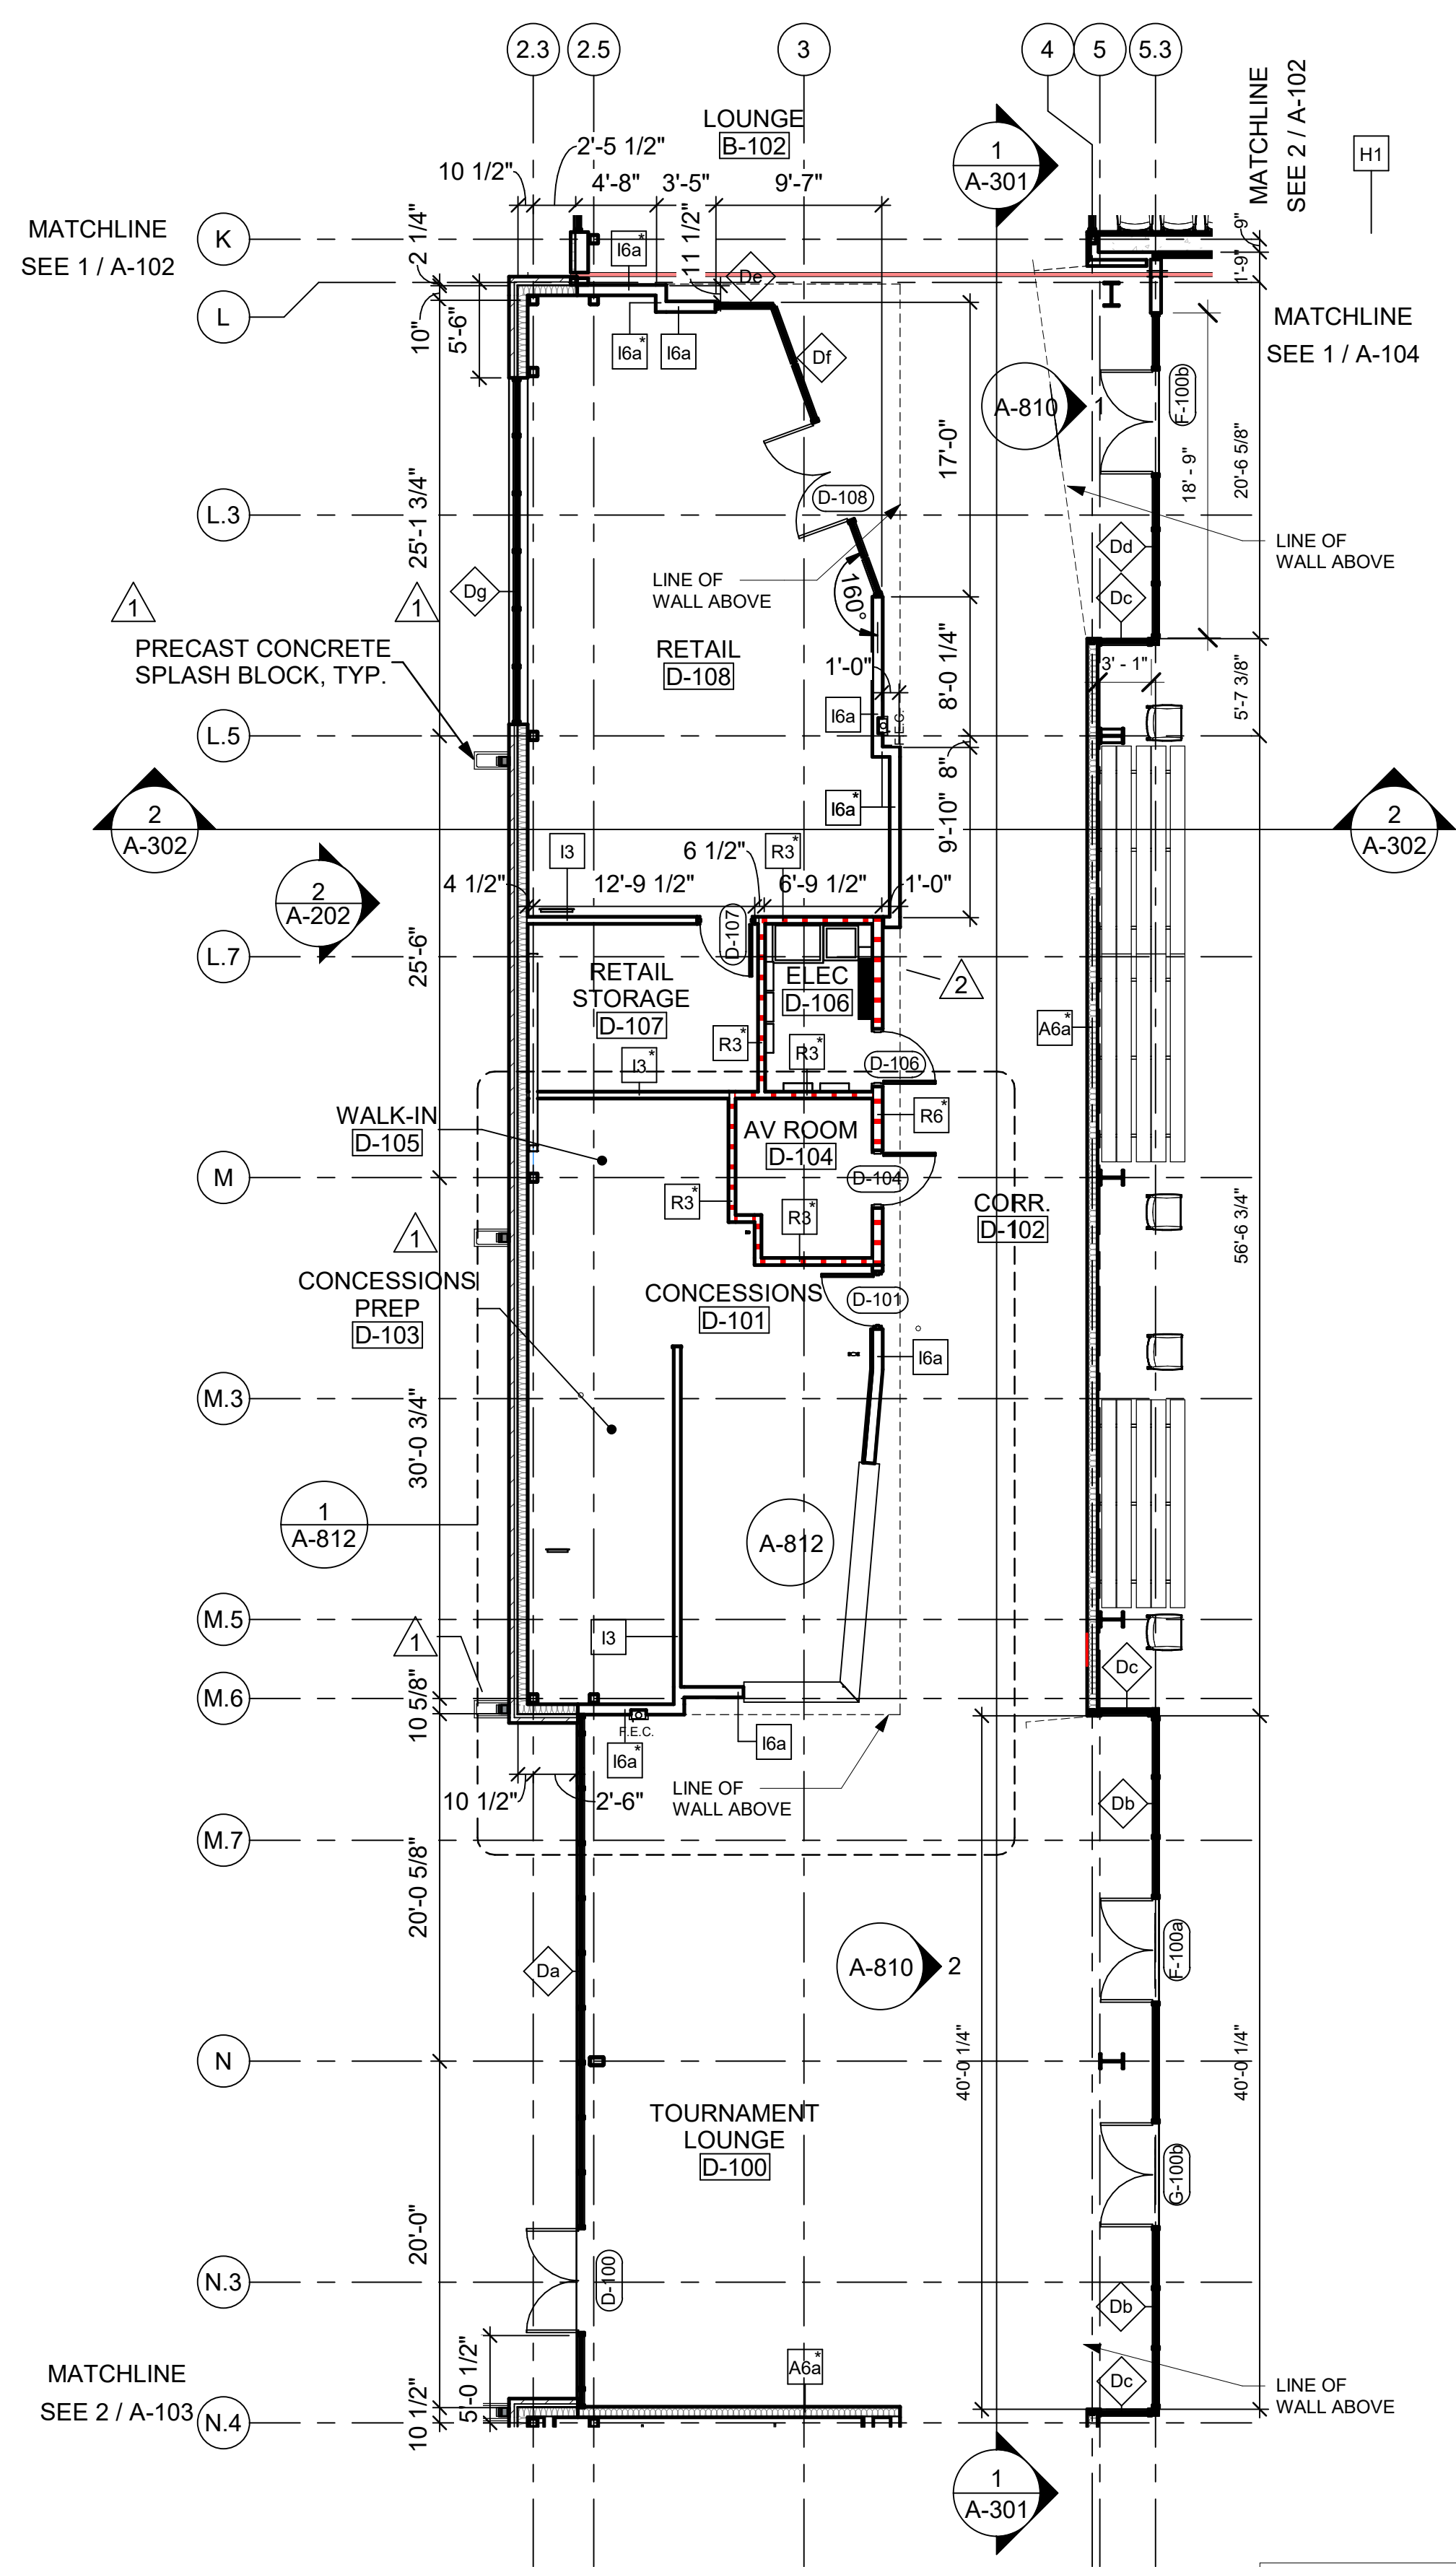 2.3
2.5
3
4
5
5.3
LOUNGE
B-102
MATCHLINE
SEE 2 / A-102
H1
1
A-301
2'-5 1/2"
10 1/2"
4'-8"
3'-5"
9'-7"
MATCHLINE
SEE 1 / A-102
K
L
2 1/4"
10"
5'-6"
I6a*
11 1/2"
De
I6a*
I6a
Df
9"
1'-9"
MATCHLINE
SEE 1 / A-104
A-810
1
F-100b
17'-0"
18' - 9"
20'-6 5/8"
25'-1 3/4"
D-108
L.3
Dd
LINE OF
WALL ABOVE
Dg
LINE OF
WALL ABOVE
160°
Dc
1
1
PRECAST CONCRETE
SPLASH BLOCK, TYP.
RETAIL
D-108
1'-0"
8'-0 1/4"
3' - 1"
5'-7 3/8"
I6a
F.E.C.
L.5
8"
9'-10"
I6a*
2
A-302
2
A-302
I3
6 1/2"
R3*
2
A-202
4 1/2"
12'-9 1/2"
6'-9 1/2"
1'-0"
D-107
L.7
25'-6"
RETAIL
STORAGE
D-107
ELEC
D-106
2
A6a*
R3*
R3*
I3*
D-106
WALK-IN
D-105
AV ROOM
D-104
R6*
M
D-104
R3*
R3*
CORR.
D-102
1
56'-6 3/4"
CONCESSIONS
PREP
D-103
CONCESSIONS
D-101
D-101
I6a
M.3
30'-0 3/4"
1
A-812
A-812
M.5
1
I3
Dc
M.6
10 5/8"
F.E.C.
I6a*
I6a
10 1/2"
2'-6"
LINE OF
WALL ABOVE
Db
M.7
20'-0 5/8"
F-100a
Da
A-810
2
N
40'-0 1/4"
40'-0 1/4"
TOURNAMENT
LOUNGE
D-100
G-100b
20'-0"
N.3
D-100
Db
5'-0 1/2"
A6a*
MATCHLINE
SEE 2 / A-103
Dc
LINE OF
WALL ABOVE
10 1/2"
N.4
1
A-301